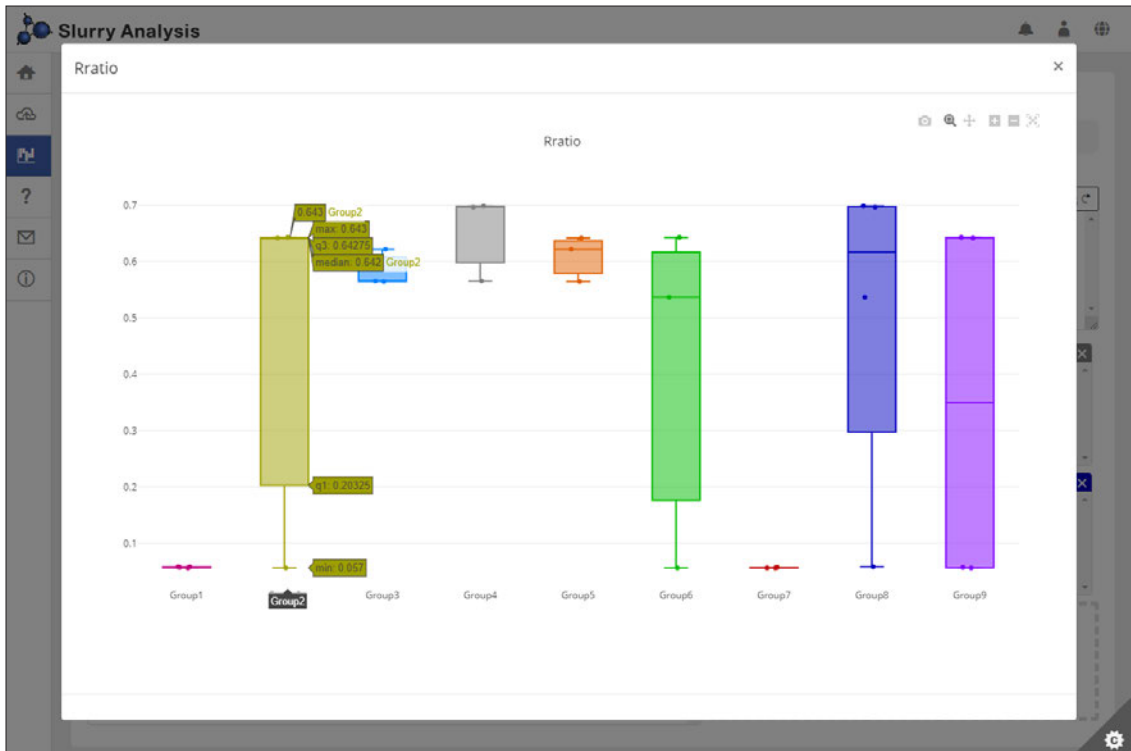 Slurry Analysis
Rratio
×
Rratio
0.7
0.6
0.5
0.4
0.3
0.2
0.1
0.643 Group2
max: 0.643
q3: 0.64275
median: 0.642 Group2
q1: 0.20325
min: 0.057
Group1
Group2
Group3
Group4
Group5
Group6
Group7
Group8
Group9